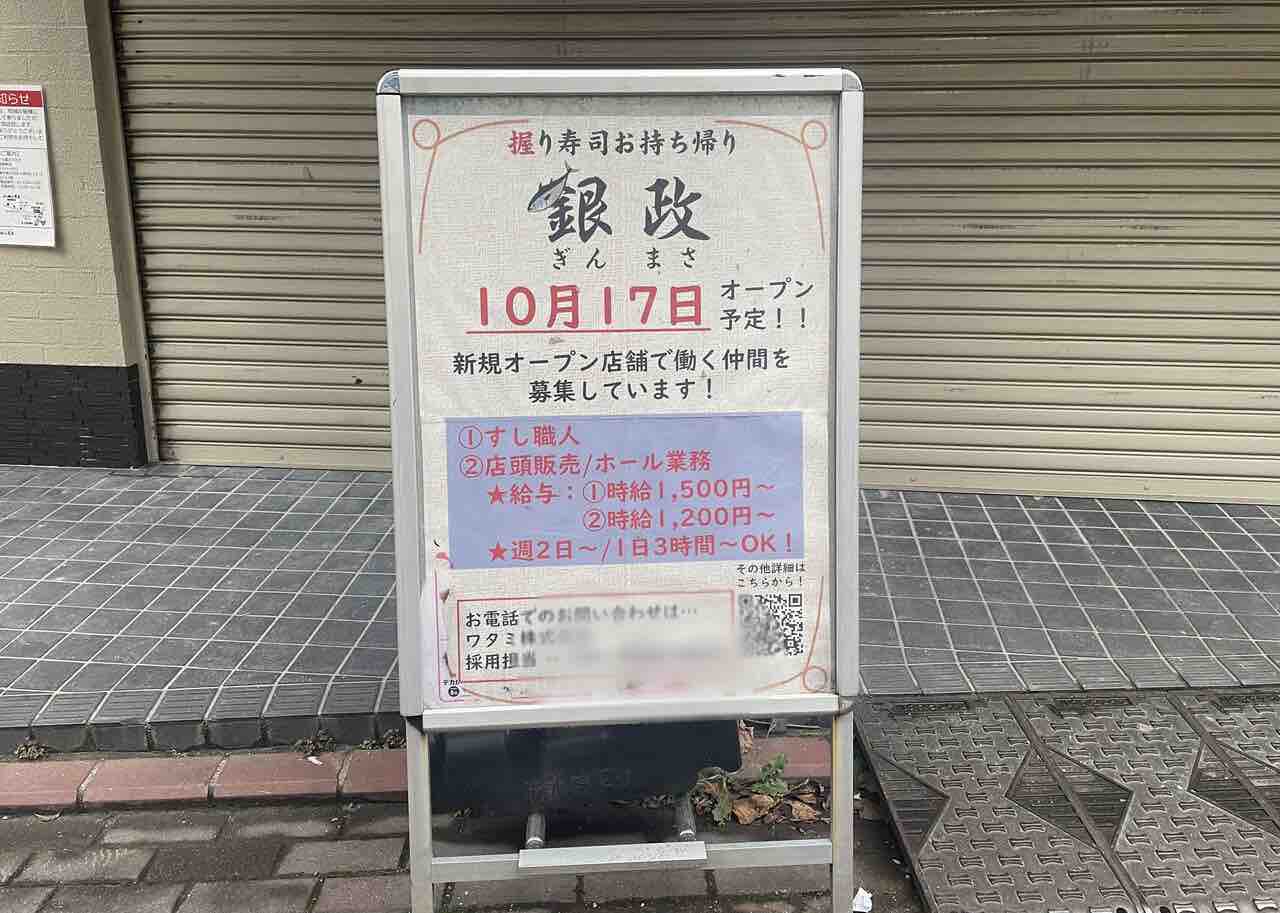 知らせ
握り寿司お持ち帰り
銀政
ぎん まさ
10月17日
オープン
予定！！
新規オープン店舗で働く仲間を
募集しています！
①すし職人
②店頭販売/ホール業務
★給与：①時給1,500円～
②時給1,200円～
★週2日～/1日3時間～OK！
その他詳細は
こちらから！
お電話でのお問い合わせは…
ワタミ株式
採用担当